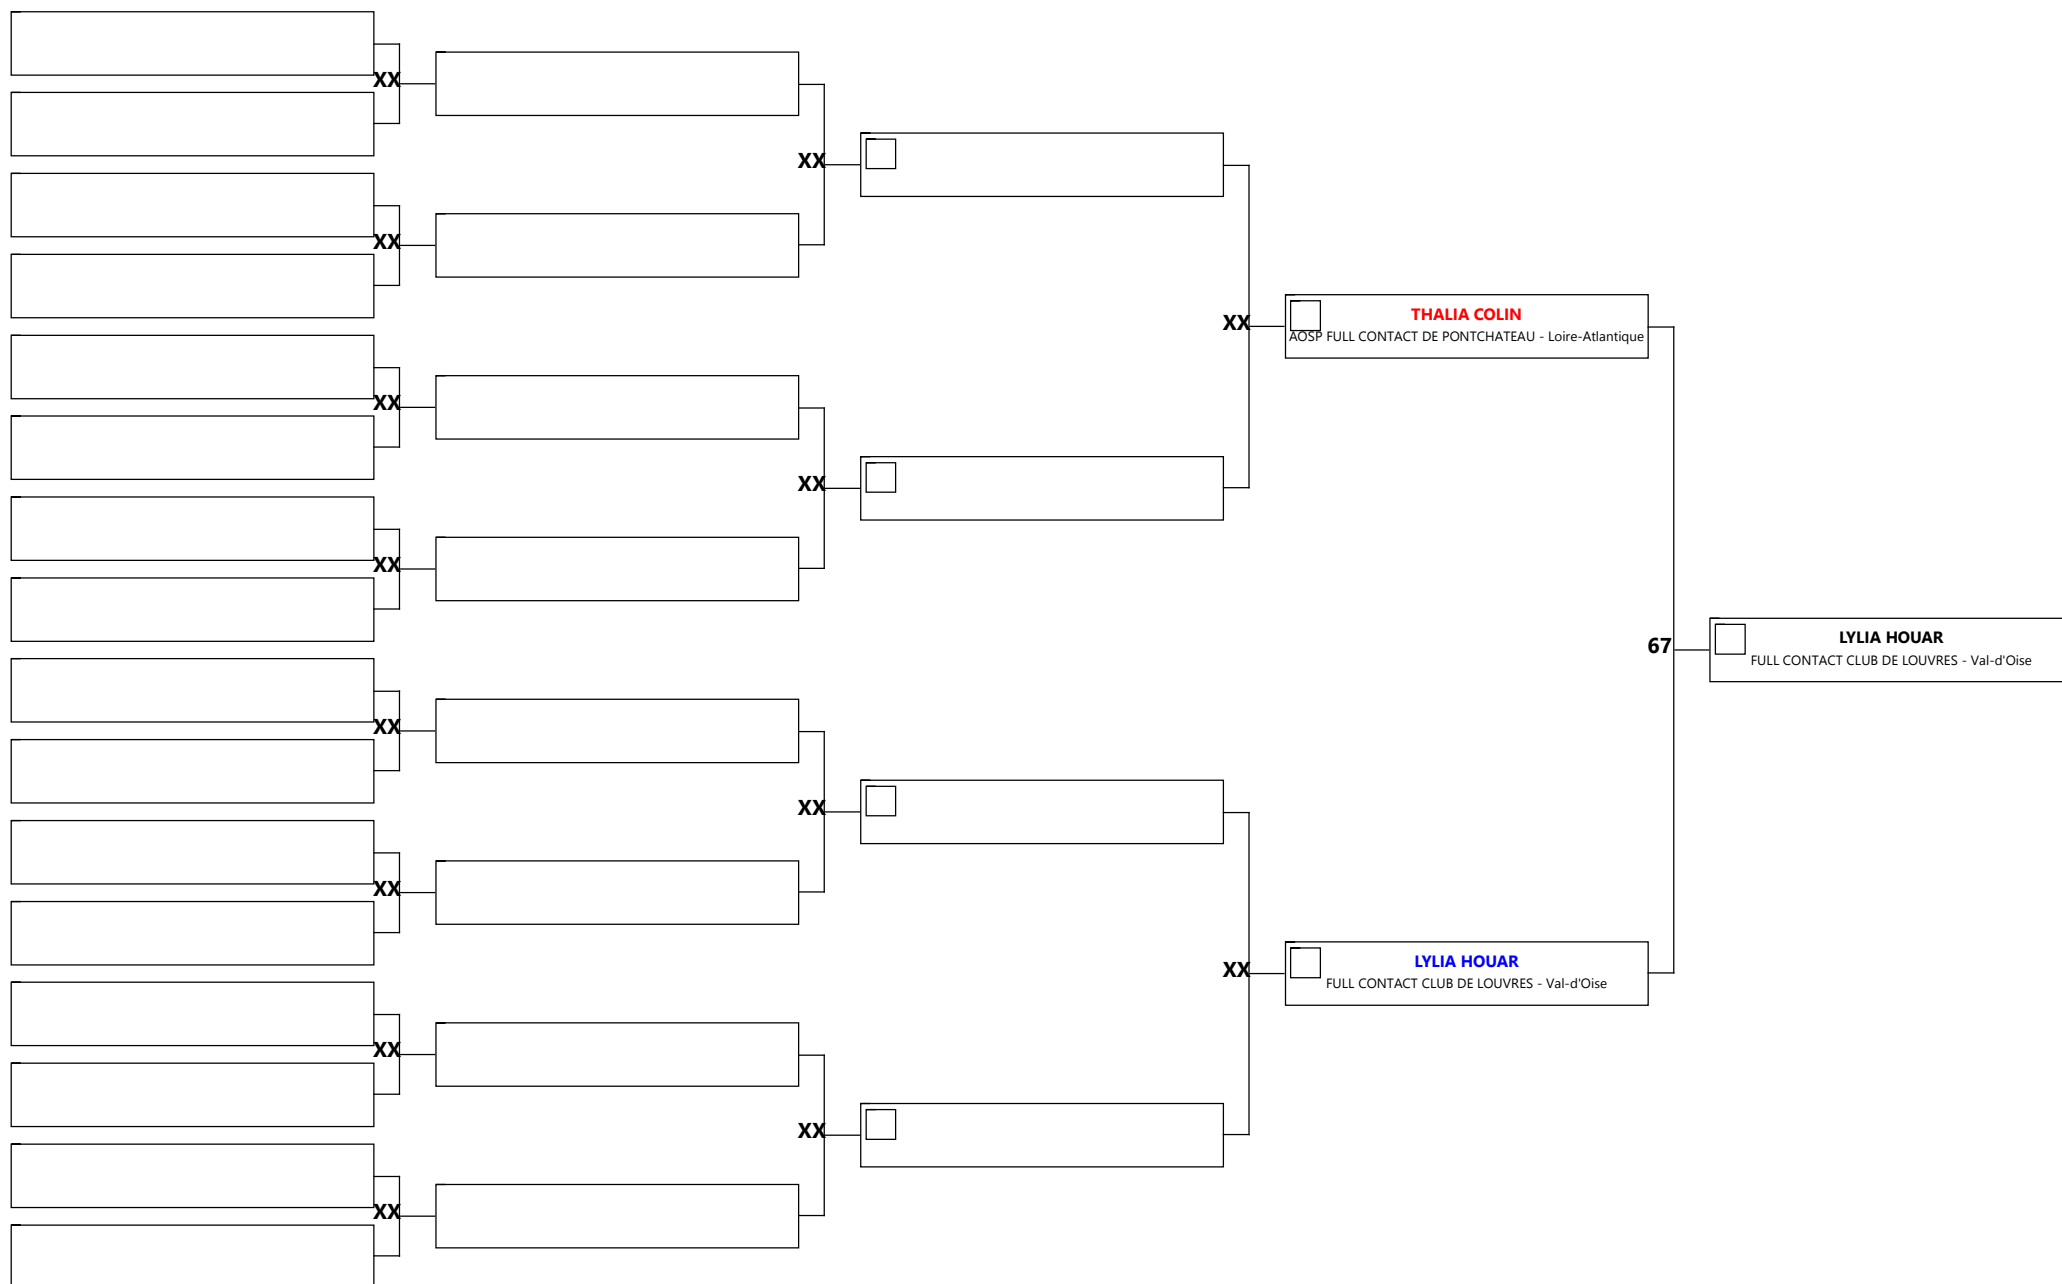 XX
XX
XX
XX
XX
XX
XX
XX
XX
XX
XX
XX
XX
XX
THALIA COLIN
AOSP FULL CONTACT DE PONTCHATEAU - Loire-Atlantique
LYLIA HOUAR
FULL CONTACT CLUB DE LOUVRES - Val-d'Oise
67
LYLIA HOUAR
FULL CONTACT CLUB DE LOUVRES - Val-d'Oise